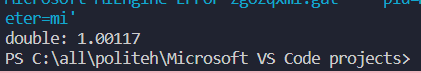 eter=mi'
double: 1.00117
PS C:\all\politeh\Microsoft VS Code projects>